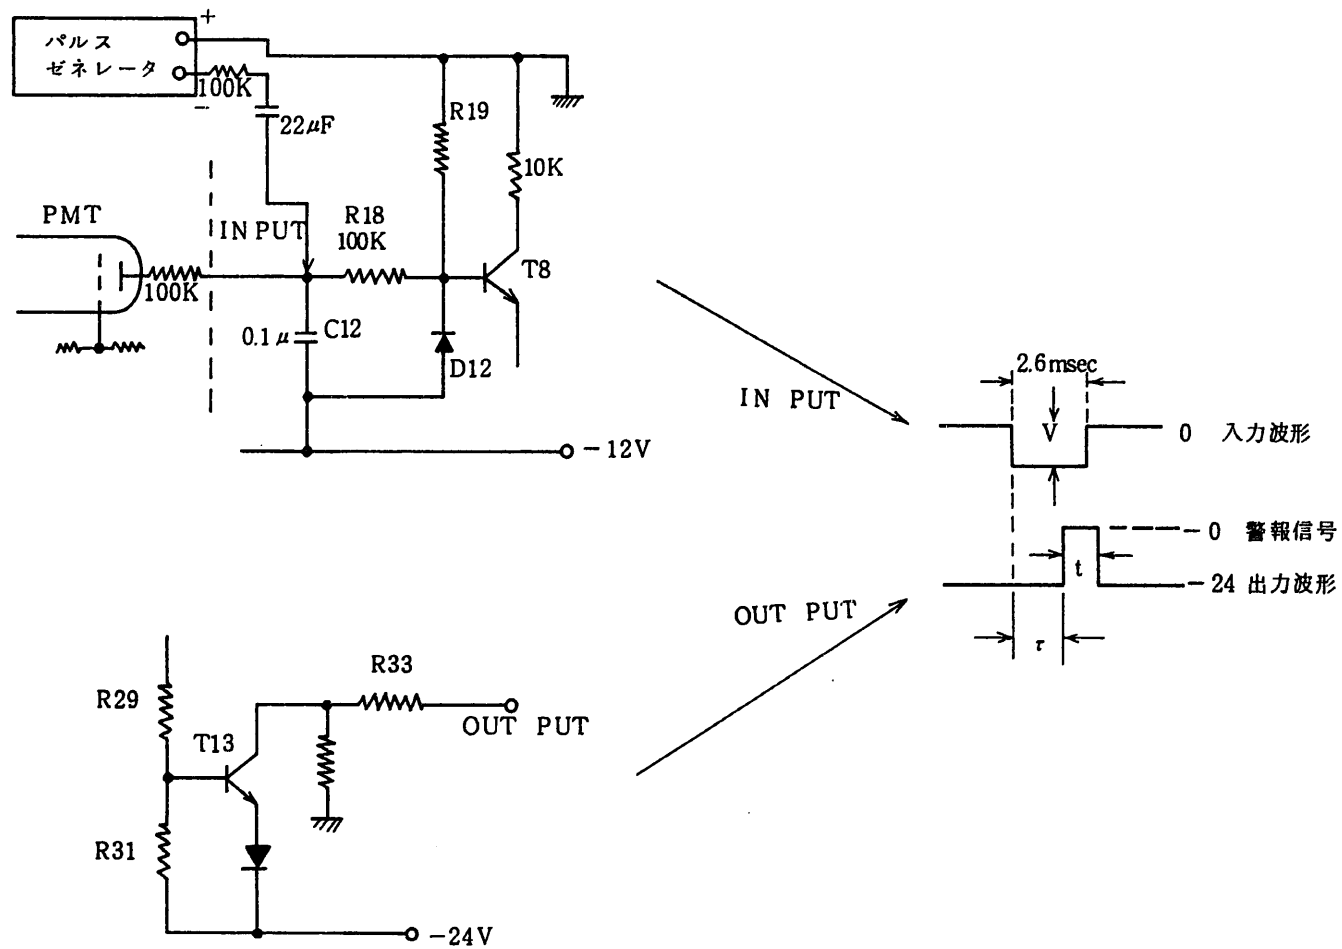 +
パルス
ゼネレータ
100K
−
22μF
R19
10K
PMT
IN PUT
R18
100K
T8
100K
0.1μ
C12
D12
−12V
IN PUT
2.6msec
V
0 入力波形
−0 警報信号
t
−24 出力波形
τ
OUT PUT
R29
R33
OUT PUT
T13
R31
−24V